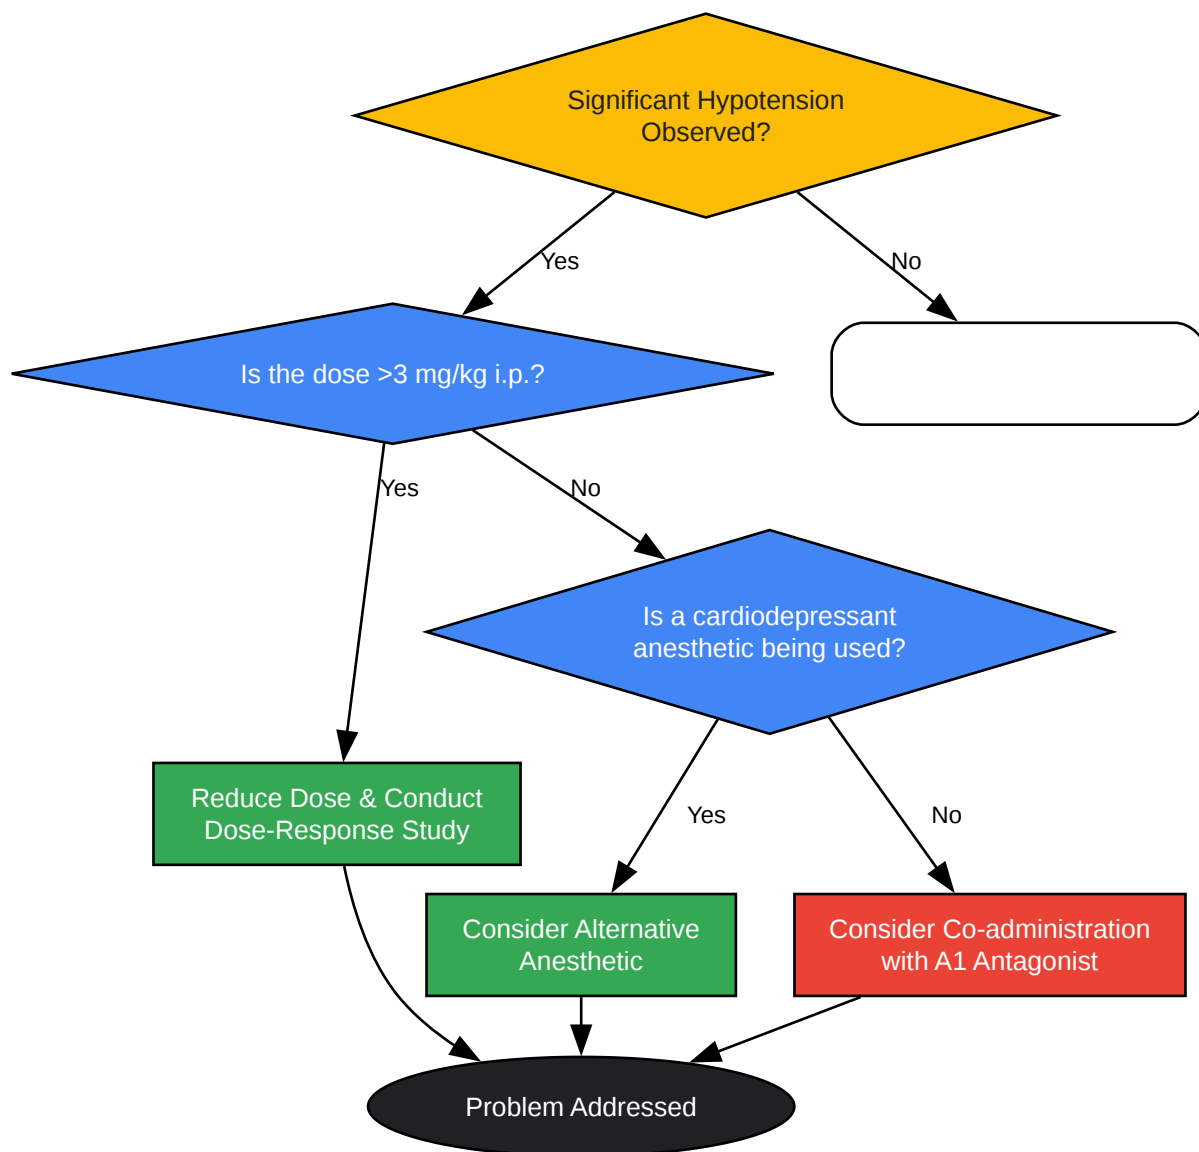 Significant Hypotension
Observed?
Yes
No
Is the dose >3 mg/kg i.p.?
Yes
No
Is a cardiodepressant
anesthetic being used?
Reduce Dose & Conduct
Dose-Response Study
Yes
No
Consider Alternative
Anesthetic
Consider Co-administration
with A1 Antagonist
Problem Addressed